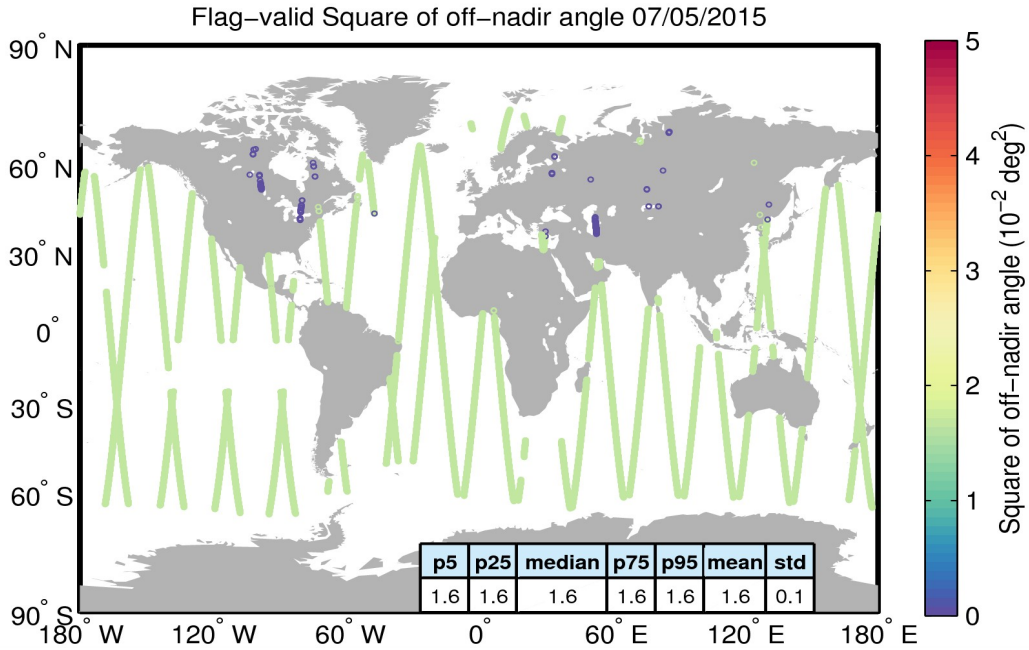 Flag−valid Square of off−nadir angle 07/05/2015
90° N
60° N
30° N
0°
30° S
60° S
90° S
180° W
120° W
60° W
0°
60° E
120° E
180° E
p5 p25 median p75 p95 mean std
1.6 1.6 1.6 1.6 1.6 1.6 0.1
5
4
3
2
1
0
Square of off−nadir angle (10⁻² deg²)